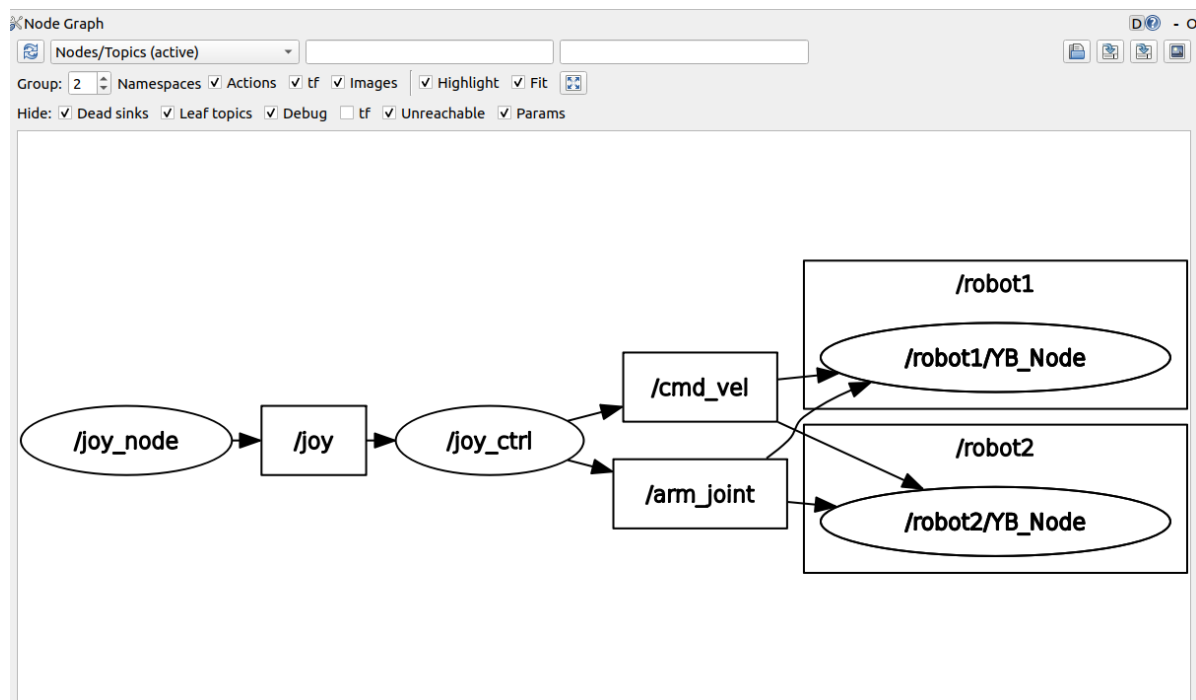 Node Graph
D - O
Nodes/Topics (active)
Group: 2 Namespaces Actions tf Images Highlight Fit
Hide: Dead sinks Leaf topics Debug tf Unreachable Params
/robot1
/robot1/YB_Node
/cmd_vel
/joy_node
/joy
/joy_ctrl
/robot2
/arm_joint
/robot2/YB_Node